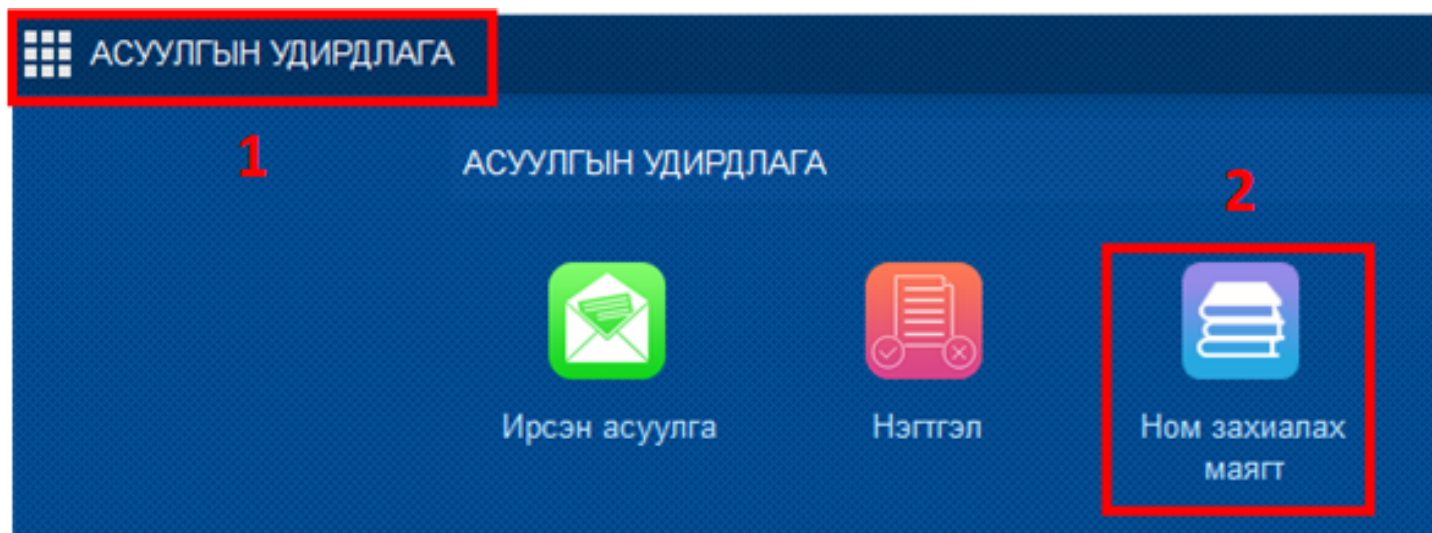 АСУУЛГЫН УДИРДЛАГА
1
АСУУЛГЫН УДИРДЛАГА
2
Ирсэн асуулга
Нэгтгэл
Ном захиалах
маягт